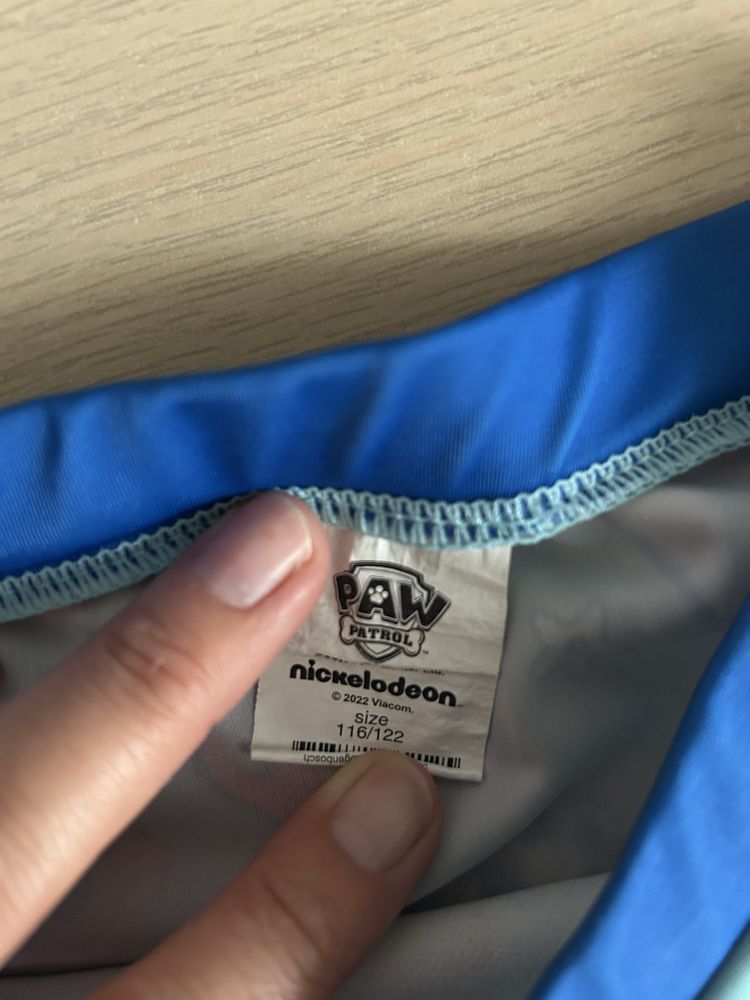 PAW
PATROL
nickelodeon
© 2022 Viacom.
size
116/122